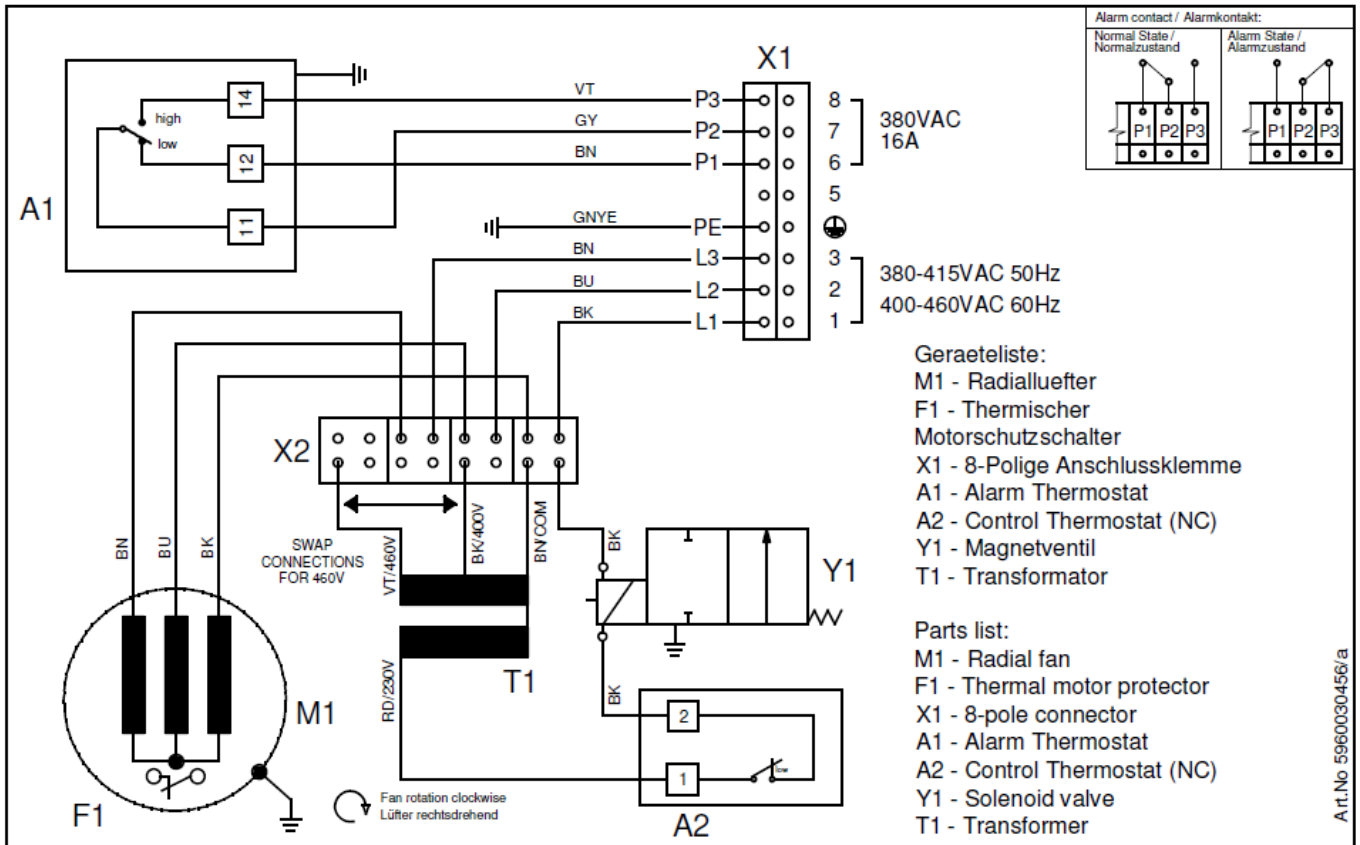 Alarm contact / Alarmkontakt:
Normal State /
Normalzustand
Alarm State /
Alarmzustand
P1 P2 P3
P1 P2 P3
X1
A1
14
high
low
12
11
VT
GY
BN
GNYE
BN
BU
BK
P3
P2
P1
PE
L3
L2
L1
8
7
6
5
3
2
1
380VAC
16A
380-415VAC 50Hz
400-460VAC 60Hz
X2
SWAP
CONNECTIONS
FOR 460V
BN
BU
BK
VT/460V
BK/400V
BN/COM
BK
Y1
T1
RD/230V
BK
2
1
low
A2
M1
F1
Fan rotation clockwise
Lüfter rechtsdrehend
Geraeteliste:
M1 - Radialluefter
F1 - Thermischer
Motorschutzschalter
X1 - 8-Polige Anschlussklemme
A1 - Alarm Thermostat
A2 - Control Thermostat (NC)
Y1 - Magnetventil
T1 - Transformator
Parts list:
M1 - Radial fan
F1 - Thermal motor protector
X1 - 8-pole connector
A1 - Alarm Thermostat
A2 - Control Thermostat (NC)
Y1 - Solenoid valve
T1 - Transformer
Art.No 5960030456/a